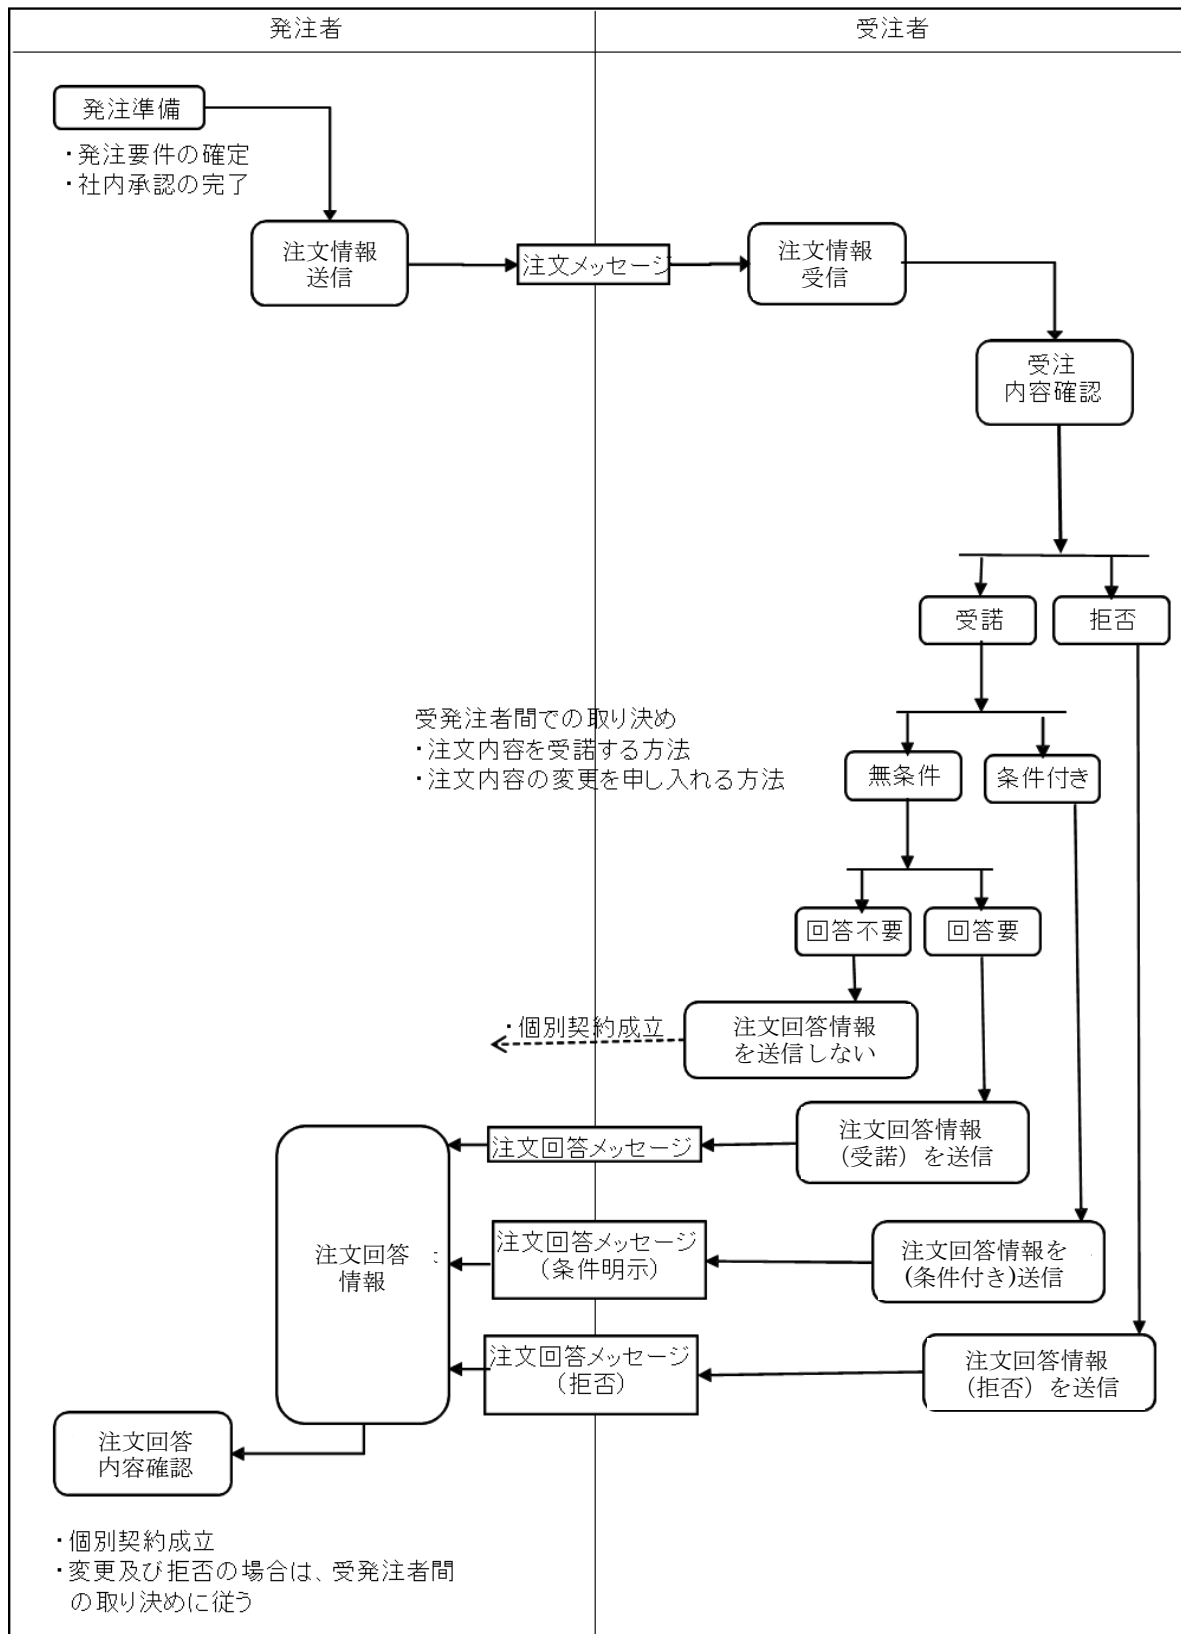 発注者
受注者
発注準備
・発注要件の確定
・社内承認の完了
注文情報
送信
注文メッセージ
注文情報
受信
受注
内容確認
受諾
拒否
受発注者間での取り決め
・注文内容を受諾する方法
・注文内容の変更を申し入れる方法
無条件
条件付き
回答不要
回答要
・個別契約成立
注文回答情報
を送信しない
注文回答メッセージ
注文回答情報
(受諾）を送信
注文回答
情報
注文回答メッセージ
（条件明示）
注文回答情報を
(条件付き)送信
注文回答メッセージ
（拒否）
注文回答情報
(拒否）を送信
注文回答
内容確認
・個別契約成立
・変更及び拒否の場合は、受発注者間
の取り決めに従う